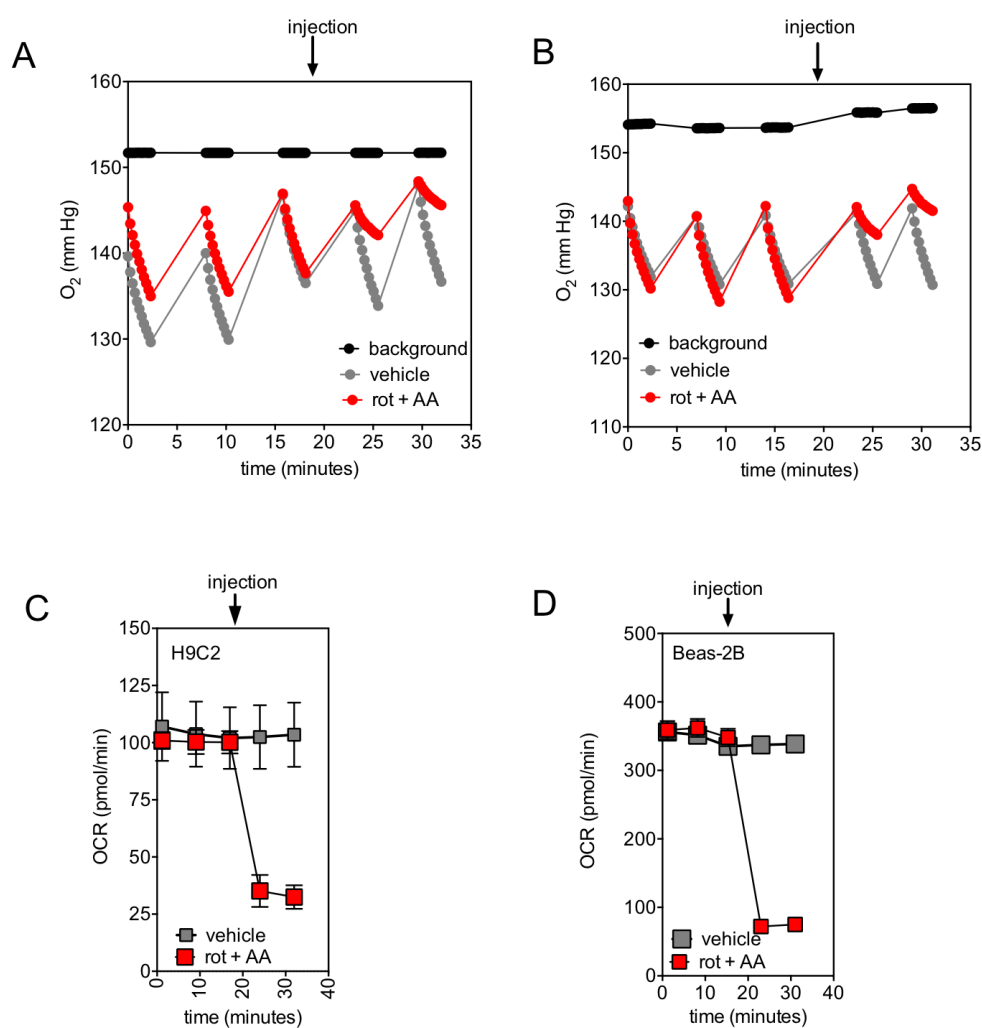 injection
A
160
150
140
130
120
O2 (mm Hg)
background
vehicle
rot + AA
0 5 10 15 20 25 30 35
time (minutes)
injection
B
160
150
140
130
120
110
O2 (mm Hg)
background
vehicle
rot + AA
0 5 10 15 20 25 30 35
time (minutes)
injection
C
150
125
100
75
50
25
0
OCR (pmol/min)
H9C2
vehicle
rot + AA
0 10 20 30 40
time (minutes)
injection
D
500
400
300
200
100
0
OCR (pmol/min)
Beas-2B
vehicle
rot + AA
0 10 20 30 40
time (minutes)